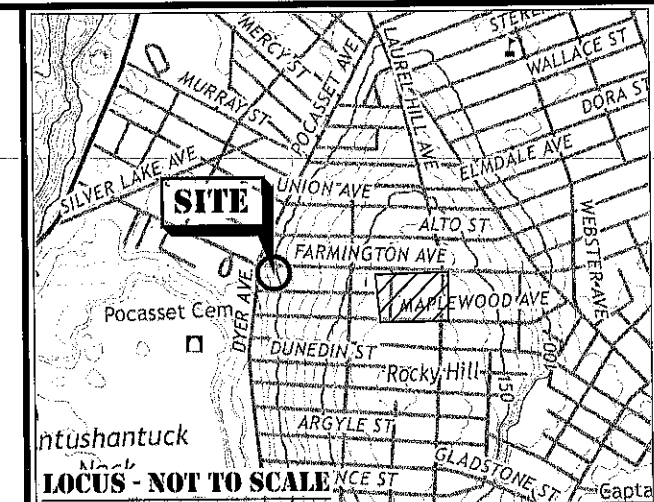 MERCY ST
POCASSET AVE
LAUREL HILL AVE
WALLACE ST
DORA ST
MURRAY ST
ELMDALE AVE
SILVER LAKE AVE
UNION AVE
SITE
ALTO ST
WEBSTER AVE
FARMINGTON AVE
Pocasset Cem
DYER AVE
MAPLEWOOD AVE
DUNEDIN ST
Rocky Hill
100
150
ARGYLE ST
ntushantuck
Neck
GLADSTONE ST
LOCUS - NOT TO SCALE
NCE ST
Capta